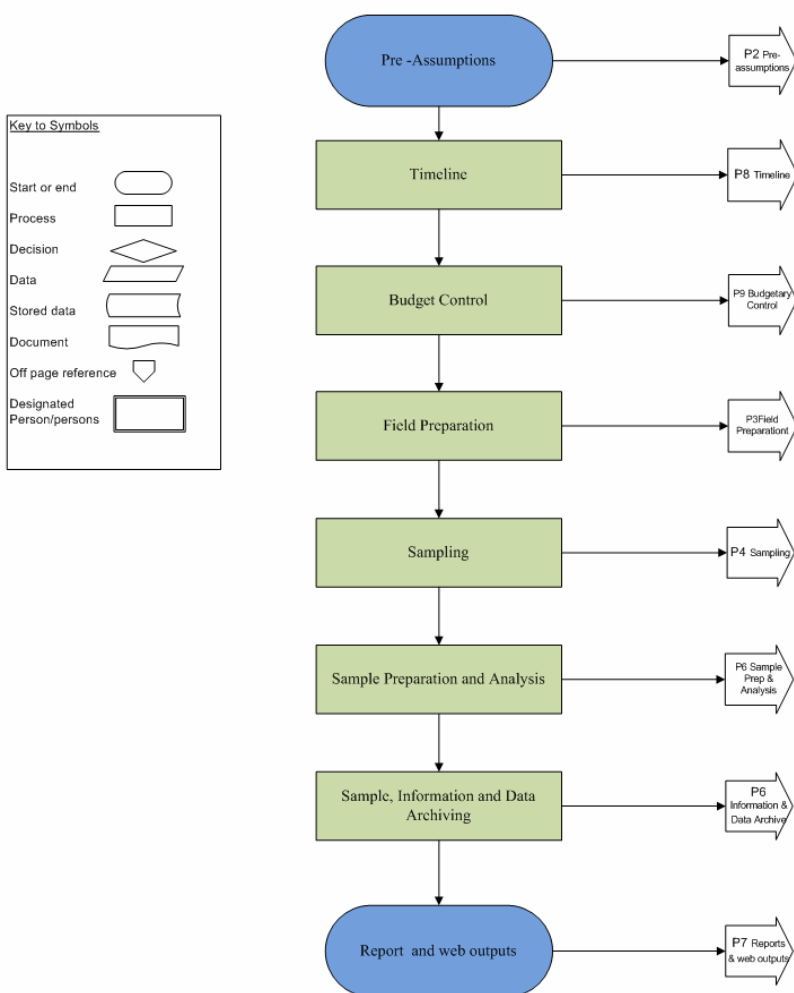 Pre -Assumptions
P2 Pre-
assumptions
Key to Symbols
Start or end
Process
Decision
Data
Stored data
Document
Off page reference
Designated
Person/persons
Timeline
P8 Timeline
Budget Control
P9 Budgetary
Control
Field Preparation
P3Field
Preparationt
Sampling
P4 Sampling
Sample Preparation and Analysis
P6 Sample
Prep &
Analysis
Sample, Information and Data
Archiving
P6
Information &
Data Archive
Report and web outputs
P7 Reports
& web outputs